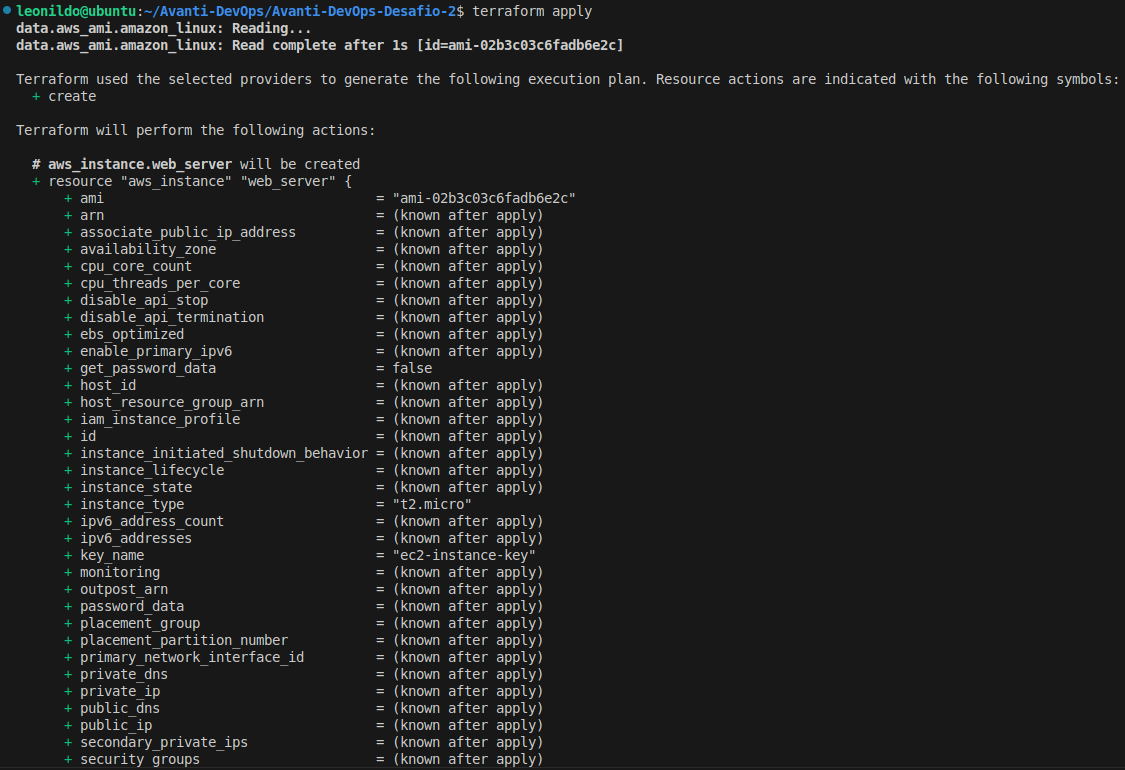 leonildo@ubuntu:~/Avanti-DevOps/Avanti-DevOps-Desafio-2$ terraform apply
data.aws_ami.amazon_linux: Reading...
data.aws_ami.amazon_linux: Read complete after 1s [id=ami-02b3c03c6fadb6e2c]

Terraform used the selected providers to generate the following execution plan. Resource actions are indicated with the following symbols:
  + create

Terraform will perform the following actions:

  # aws_instance.web_server will be created
  + resource "aws_instance" "web_server" {
      + ami                                  = "ami-02b3c03c6fadb6e2c"
      + arn                                  = (known after apply)
      + associate_public_ip_address          = (known after apply)
      + availability_zone                    = (known after apply)
      + cpu_core_count                       = (known after apply)
      + cpu_threads_per_core                 = (known after apply)
      + disable_api_stop                     = (known after apply)
      + disable_api_termination              = (known after apply)
      + ebs_optimized                        = (known after apply)
      + enable_primary_ipv6                  = (known after apply)
      + get_password_data                    = false
      + host_id                              = (known after apply)
      + host_resource_group_arn              = (known after apply)
      + iam_instance_profile                 = (known after apply)
      + id                                   = (known after apply)
      + instance_initiated_shutdown_behavior = (known after apply)
      + instance_lifecycle                   = (known after apply)
      + instance_state                       = (known after apply)
      + instance_type                        = "t2.micro"
      + ipv6_address_count                   = (known after apply)
      + ipv6_addresses                       = (known after apply)
      + key_name                             = "ec2-instance-key"
      + monitoring                           = (known after apply)
      + outpost_arn                          = (known after apply)
      + password_data                        = (known after apply)
      + placement_group                      = (known after apply)
      + placement_partition_number           = (known after apply)
      + primary_network_interface_id         = (known after apply)
      + private_dns                          = (known after apply)
      + private_ip                           = (known after apply)
      + public_dns                           = (known after apply)
      + public_ip                            = (known after apply)
      + secondary_private_ips                = (known after apply)
      + security_groups                      = (known after apply)